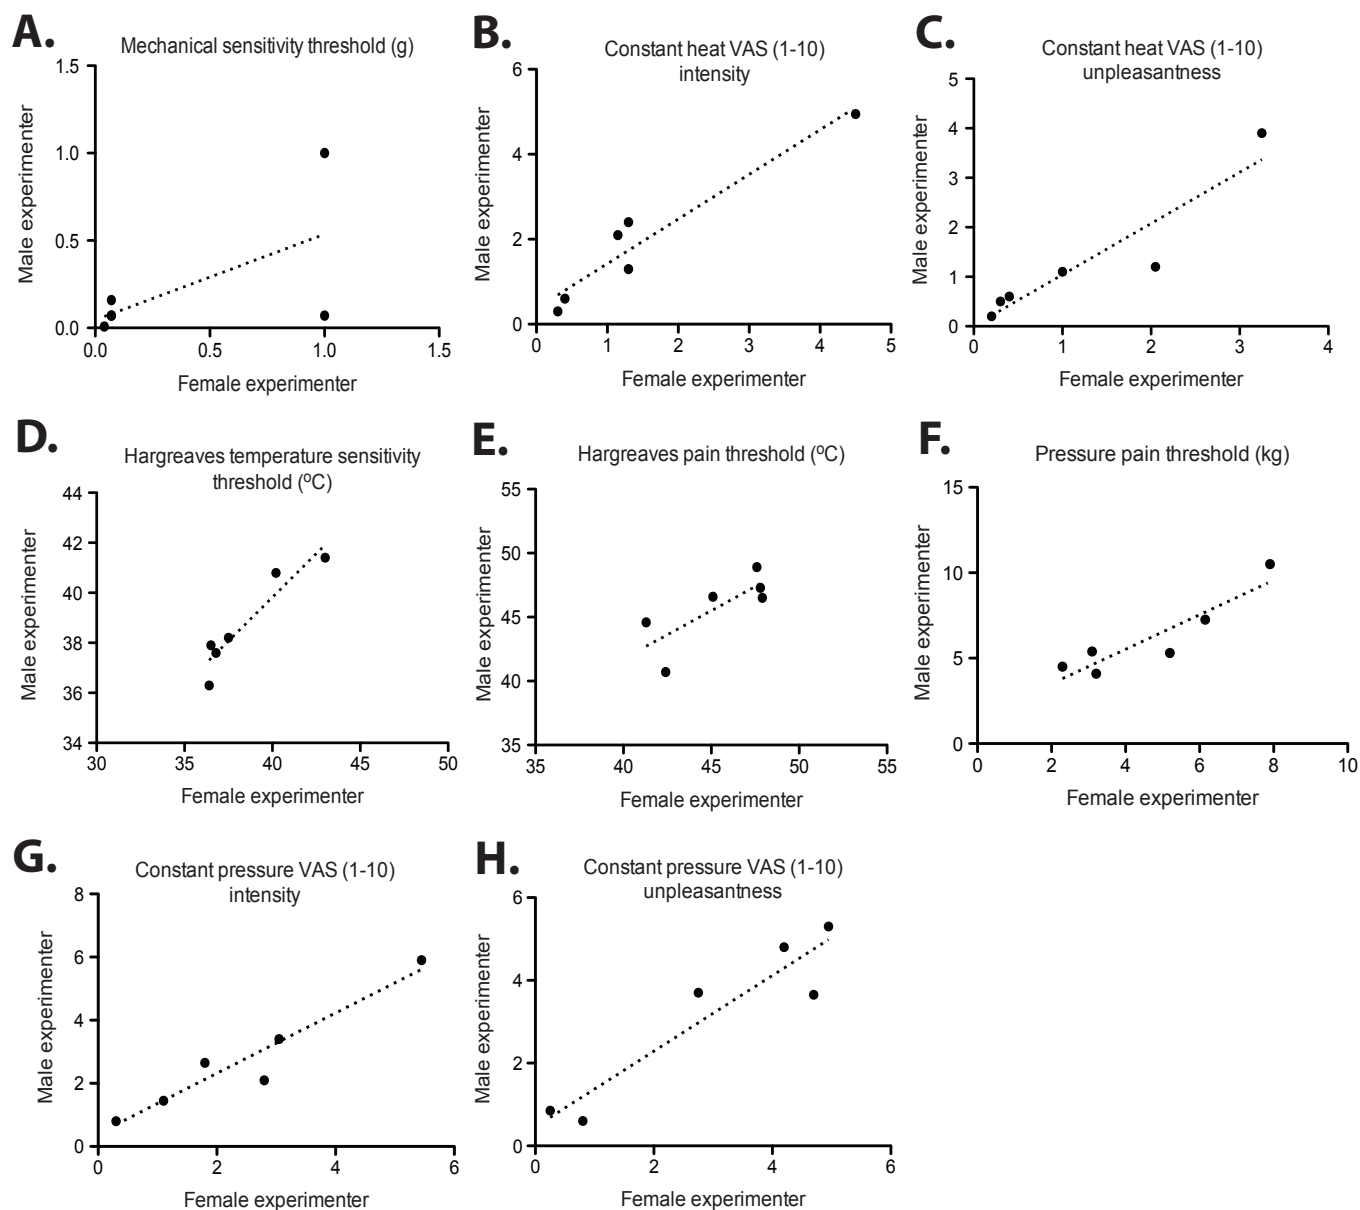 A.
Mechanical sensitivity threshold (g)
1.5
1.0
0.5
0.0
0.0 0.5 1.0 1.5
Male experimenter
Female experimenter
B.
Constant heat VAS (1-10)
intensity
6
4
2
0
0 1 2 3 4 5
Male experimenter
Female experimenter
C.
Constant heat VAS (1-10)
unpleasantness
5
4
3
2
1
0
0 1 2 3 4
Male experimenter
Female experimenter
D.
Hargreaves temperature sensitivity
threshold (ºC)
44
42
40
38
36
34
30 35 40 45 50
Male experimenter
Female experimenter
E.
Hargreaves pain threshold (ºC)
55
50
45
40
35
35 40 45 50 55
Male experimenter
Female experimenter
F.
Pressure pain threshold (kg)
15
10
5
0
0 2 4 6 8 10
Male experimenter
Female experimenter
G.
Constant pressure VAS (1-10)
intensity
8
6
4
2
0
0 2 4 6
Male experimenter
Female experimenter
H.
Constant pressure VAS (1-10)
unpleasantness
6
4
2
0
0 2 4 6
Male experimenter
Female experimenter